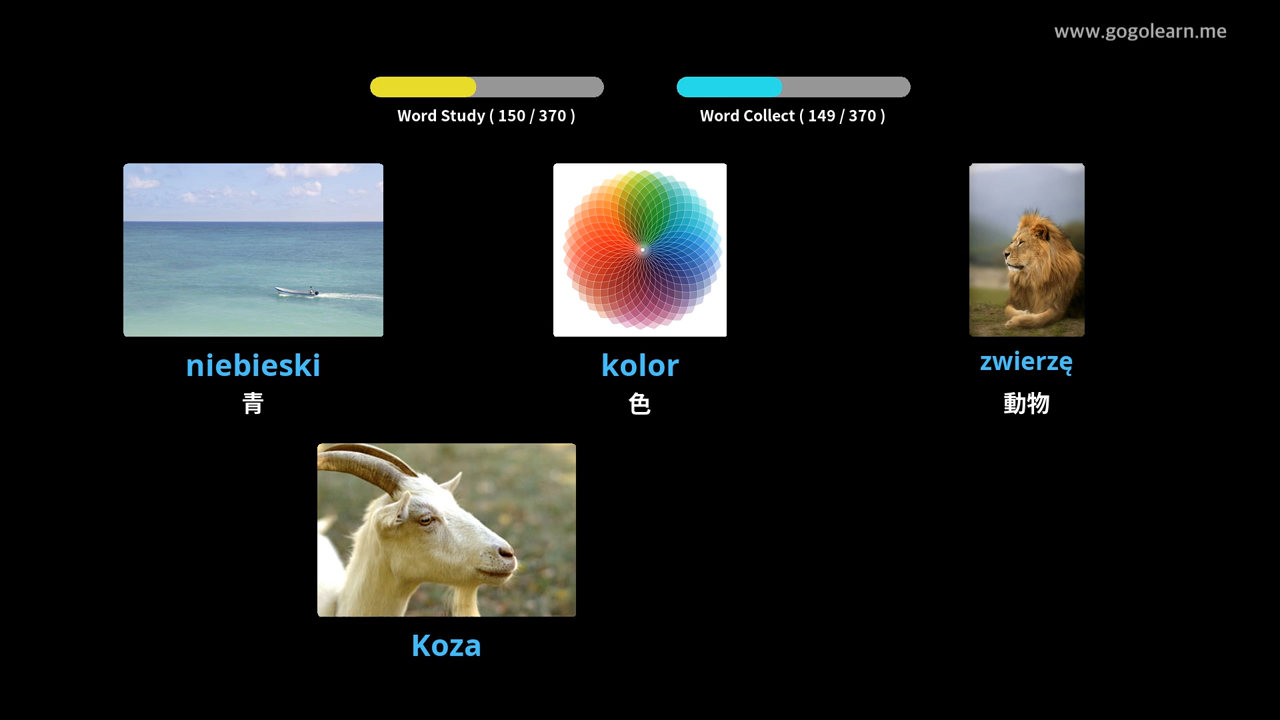 www.gogolearn.me
Word Study ( 150 / 370 )
Word Collect ( 149 / 370 )
niebieski
青
kolor
色
zwierzę
動物
Koza